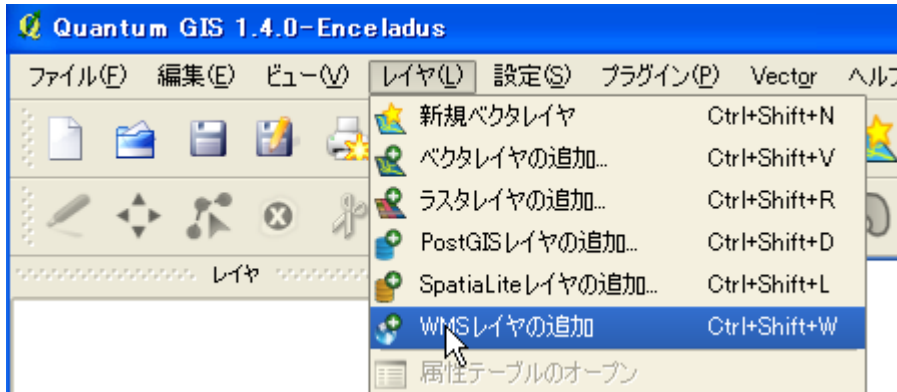 Quantum GIS 1.4.0-Enceladus
ファイル(F) 編集(E) ビュー(V) レイヤ(L) 設定(S) プラグイン(P) Vector ヘルプ
新規ベクタレイヤ Ctrl+Shift+N
ベクタレイヤの追加... Ctrl+Shift+V
ラスタレイヤの追加... Ctrl+Shift+R
PostGISレイヤの追加... Ctrl+Shift+D
レイヤ
SpatiaLiteレイヤの追加... Ctrl+Shift+L
WMSレイヤの追加 Ctrl+Shift+W
属性テーブルのオープン